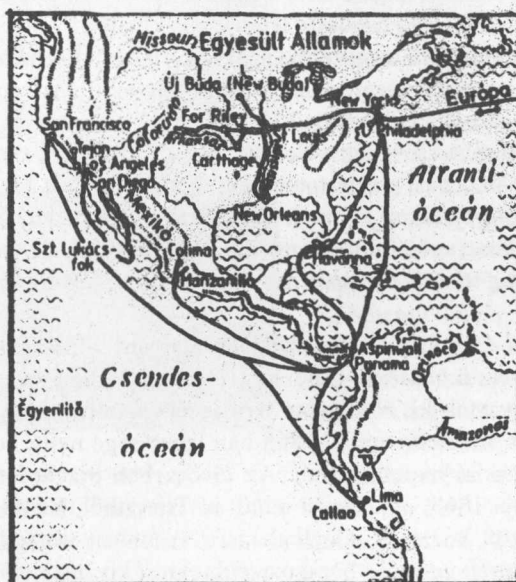 Missouri
Egyesült Államok
Új Buda (New Buda)
New York
Európa
San Francisco
Colorado
For Riley
St Louis
Philadelphia
Tejon
Arkansas
Los Angeles
Carthage
San Diego
Atlanti-
óceán
Mexikó
New Orleans
Szt. Lukács-
fok
Colima
Havanna
Manzanillo
Aspinwall
Panama
Orinoco
Csendes-
óceán
Egyenlítő
Amazonas
Lima
Callao